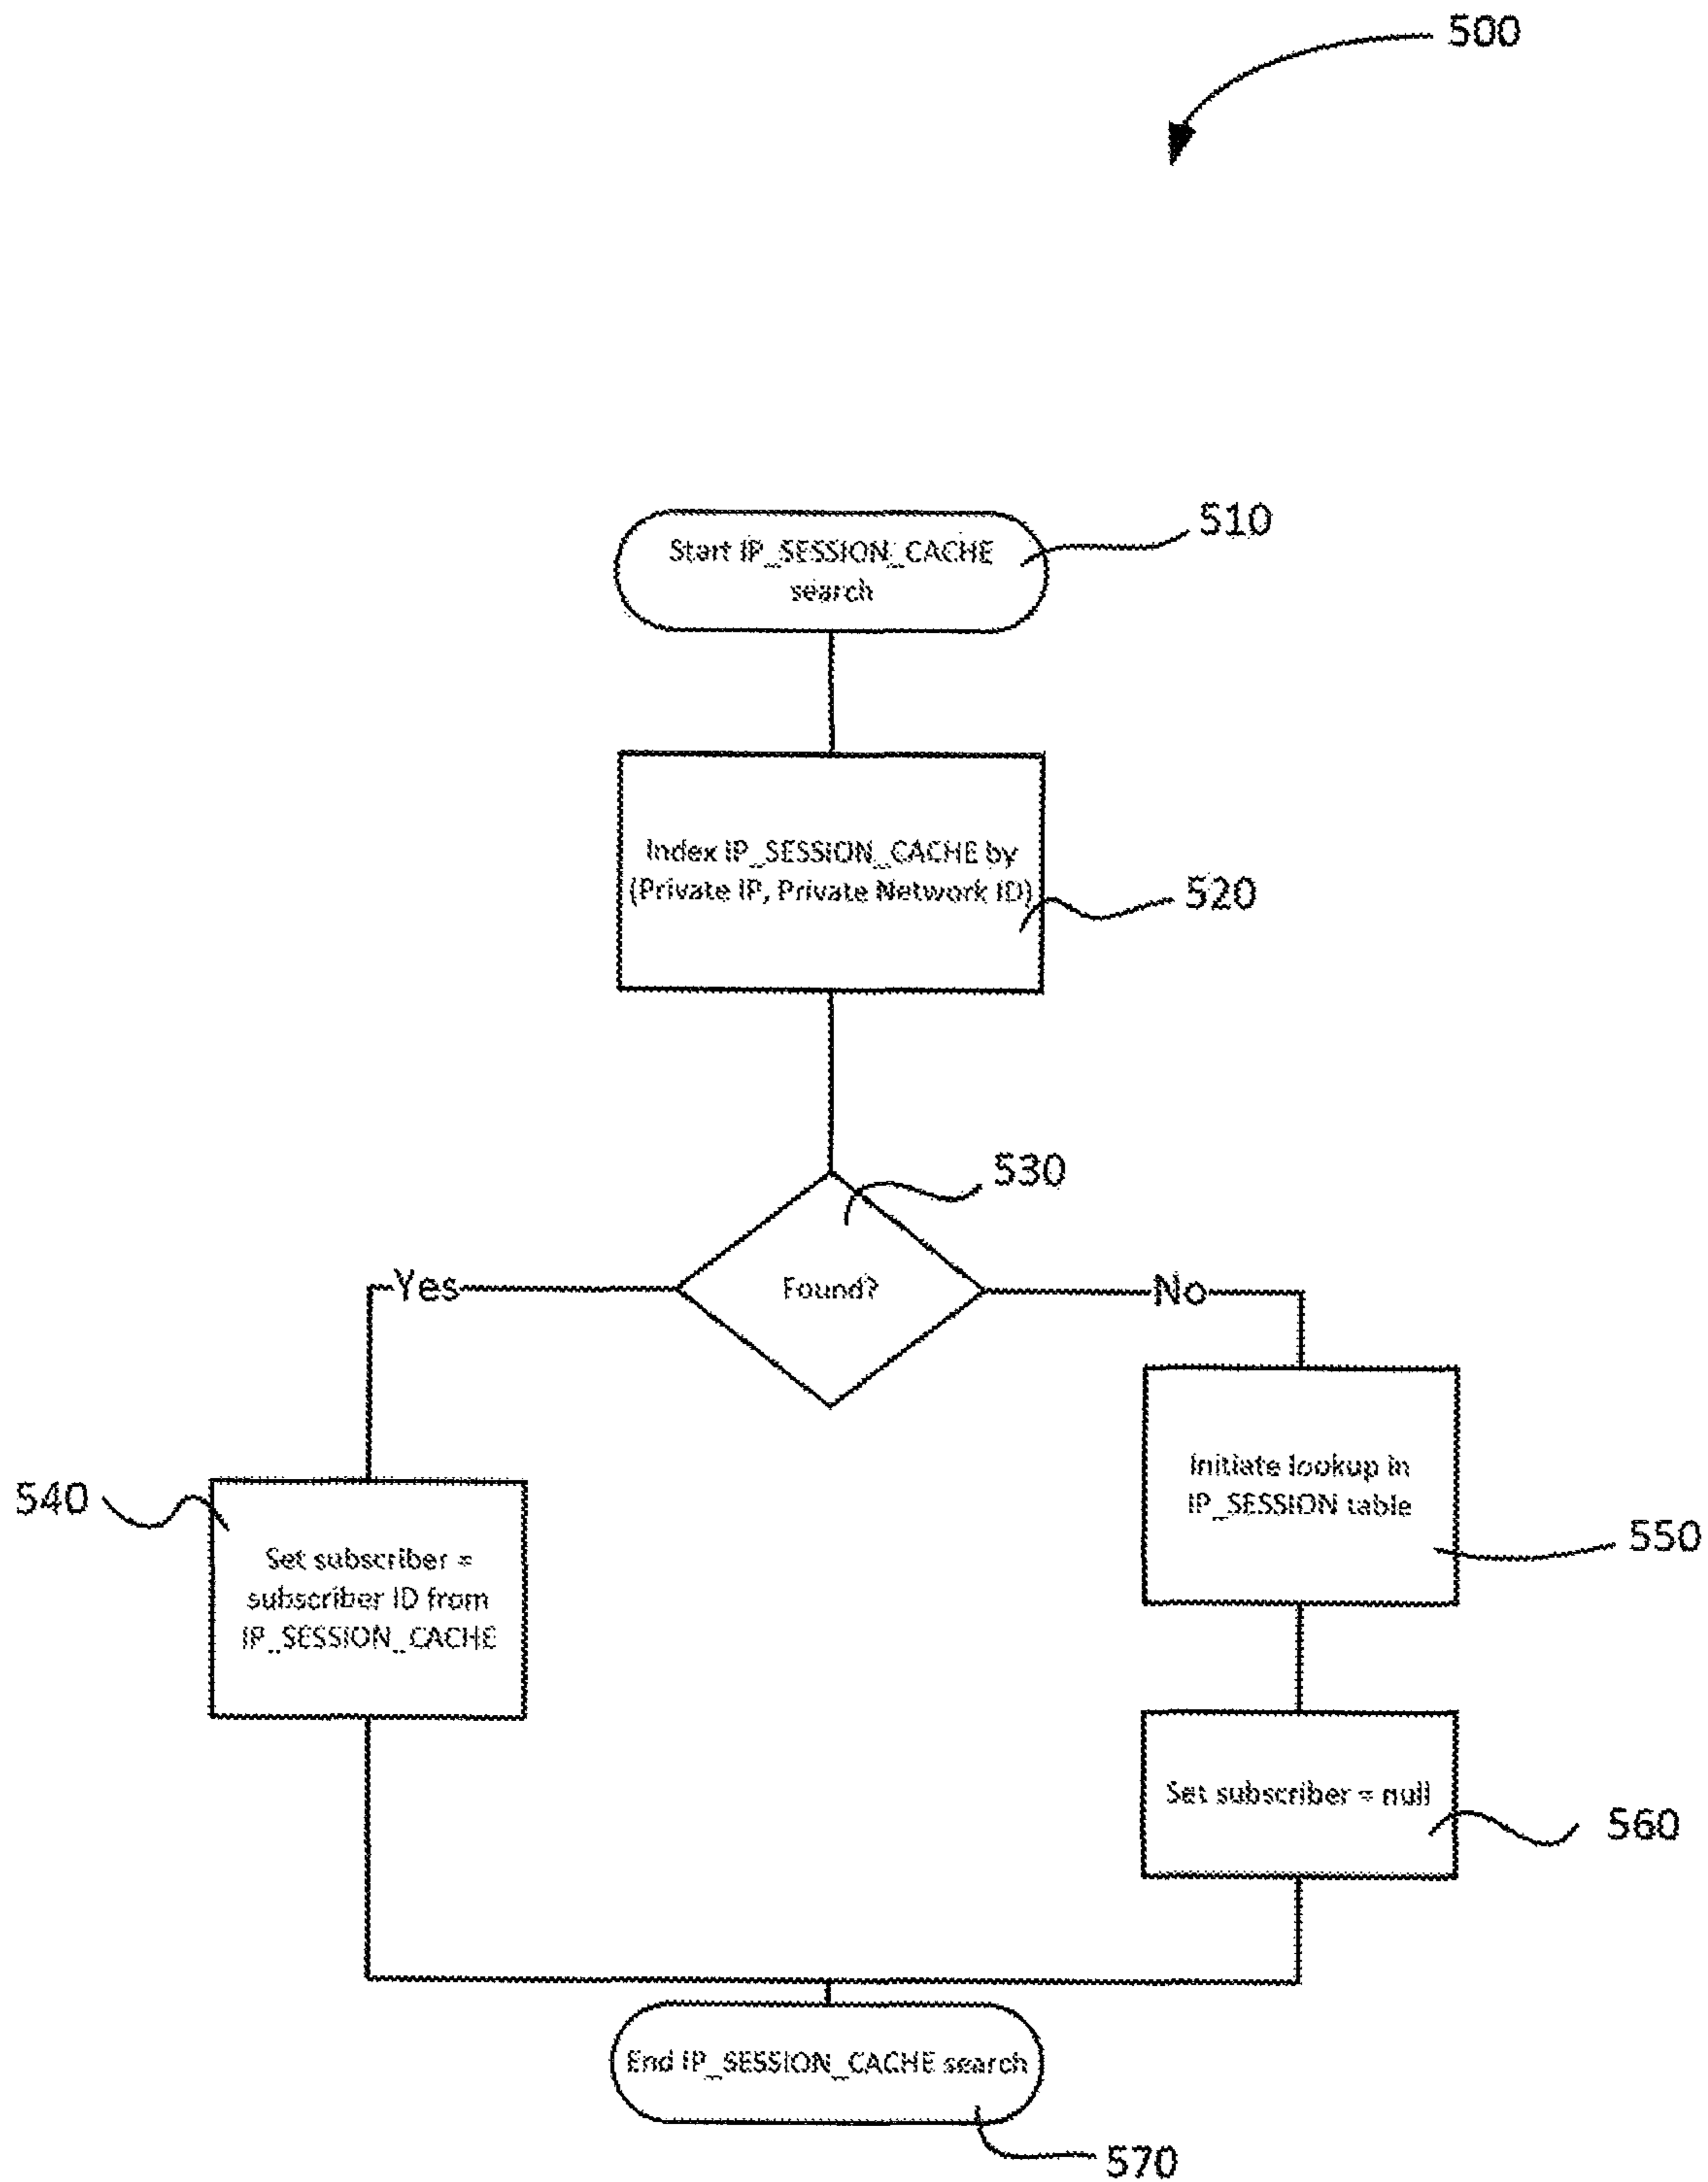 500
Start IP_SESSION_CACHE
search
510
Index IP_SESSION_CACHE by
(Private IP, Private Network ID)
520
530
Found?
Yes
No
Initiate lookup in
IP_SESSION table
550
540
Set subscriber =
subscriber ID from
IP_SESSION_CACHE
Set subscriber = null
560
End IP_SESSION_CACHE search
570